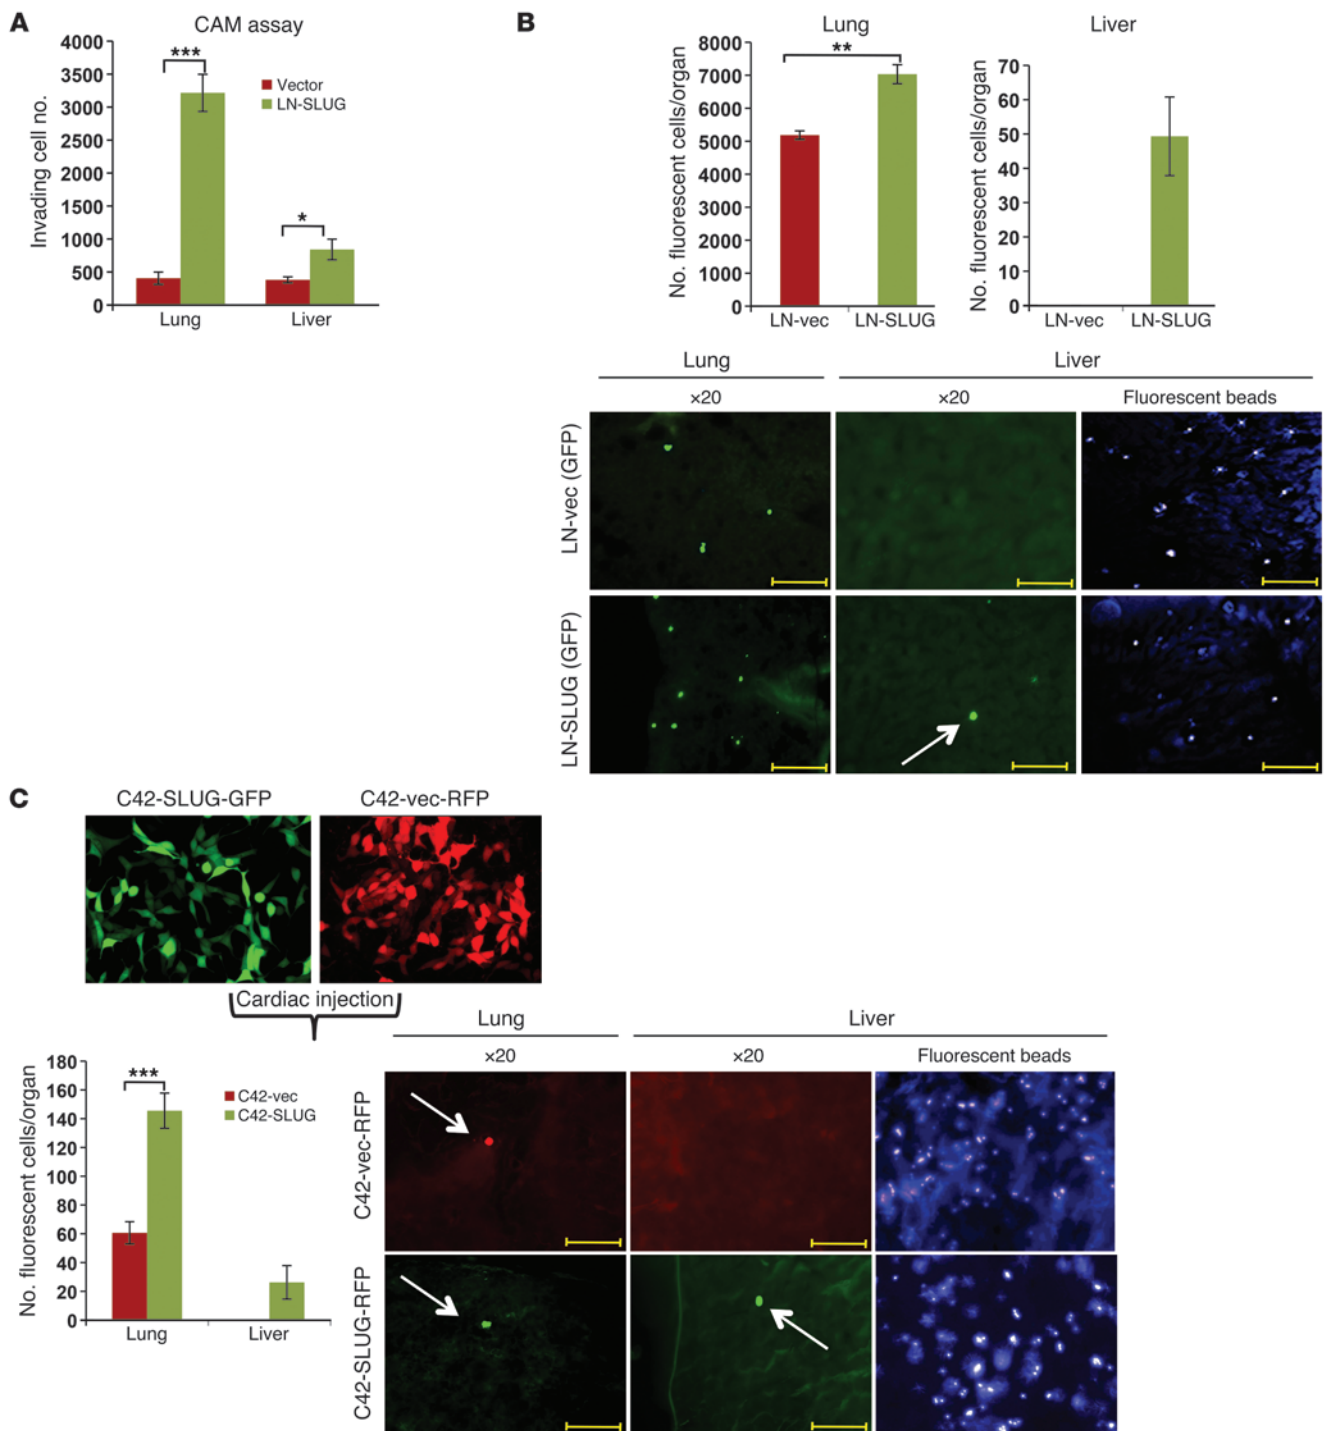 A
CAM assay
4000
3500
3000
2500
2000
1500
1000
500
0
Invading cell no.
***
*
Vector
LN-SLUG
Lung
Liver
B
Lung
8000
7000
6000
5000
4000
3000
2000
1000
0
No. fluorescent cells/organ
**
LN-vec
LN-SLUG
Liver
70
60
50
40
30
20
10
0
No. fluorescent cells/organ
LN-vec
LN-SLUG
Lung
Liver
×20
×20
Fluorescent beads
LN-vec (GFP)
LN-SLUG (GFP)
C
C42-SLUG-GFP
C42-vec-RFP
Cardiac injection
180
160
140
120
100
80
60
40
20
0
No. fluorescent cells/organ
***
C42-vec
C42-SLUG
Lung
Liver
Lung
Liver
×20
×20
Fluorescent beads
C42-vec-RFP
C42-SLUG-RFP